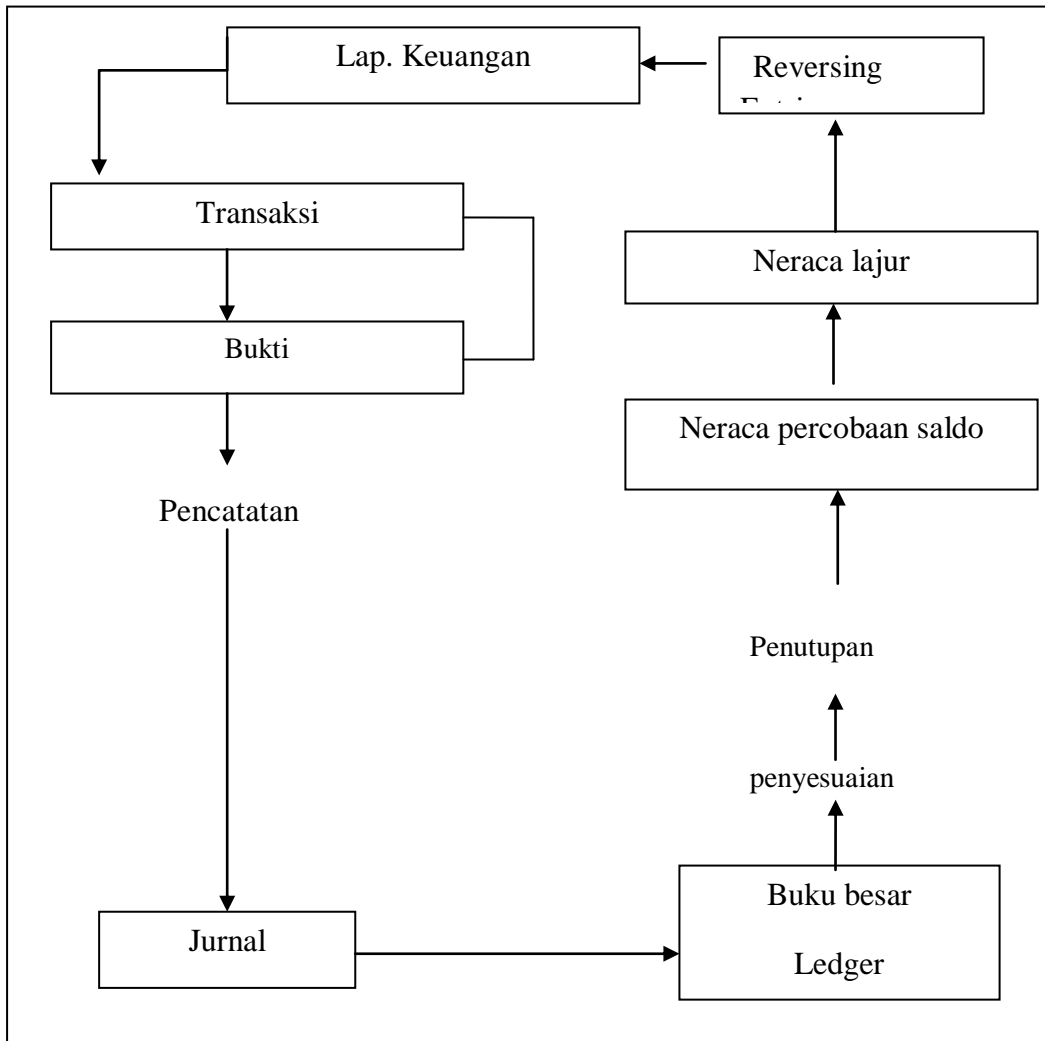 Lap. Keuangan
Reversing
Transaksi
Neraca lajur
Bukti
Neraca percobaan saldo
Pencatatan
Penutupan
penyesuaian
Buku besar
Ledger
Jurnal